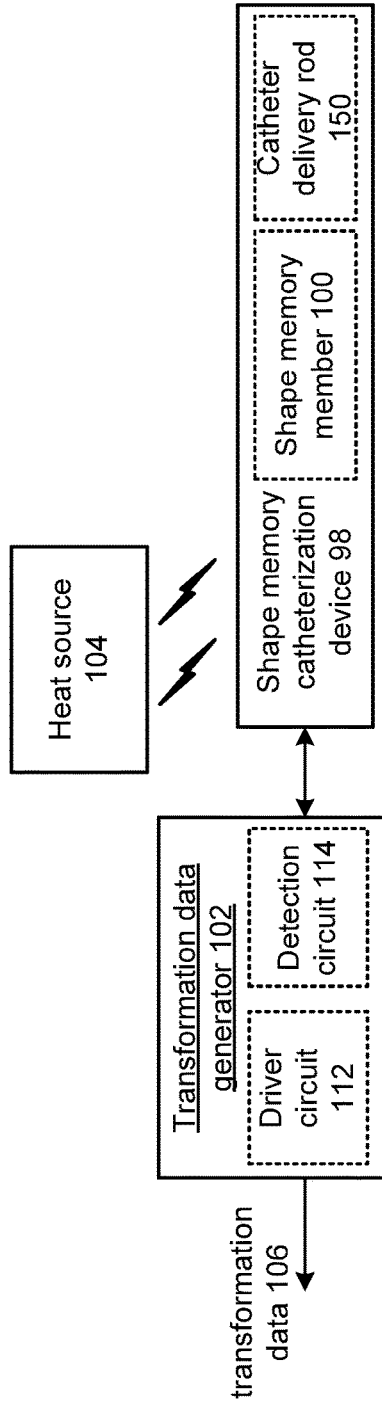 Heat source
104
transformation
data 106
Transformation data
generator 102
Driver
circuit
112
Detection
circuit 114
Shape memory
catheterization
device 98
Shape memory
member 100
Catheter
delivery rod
150